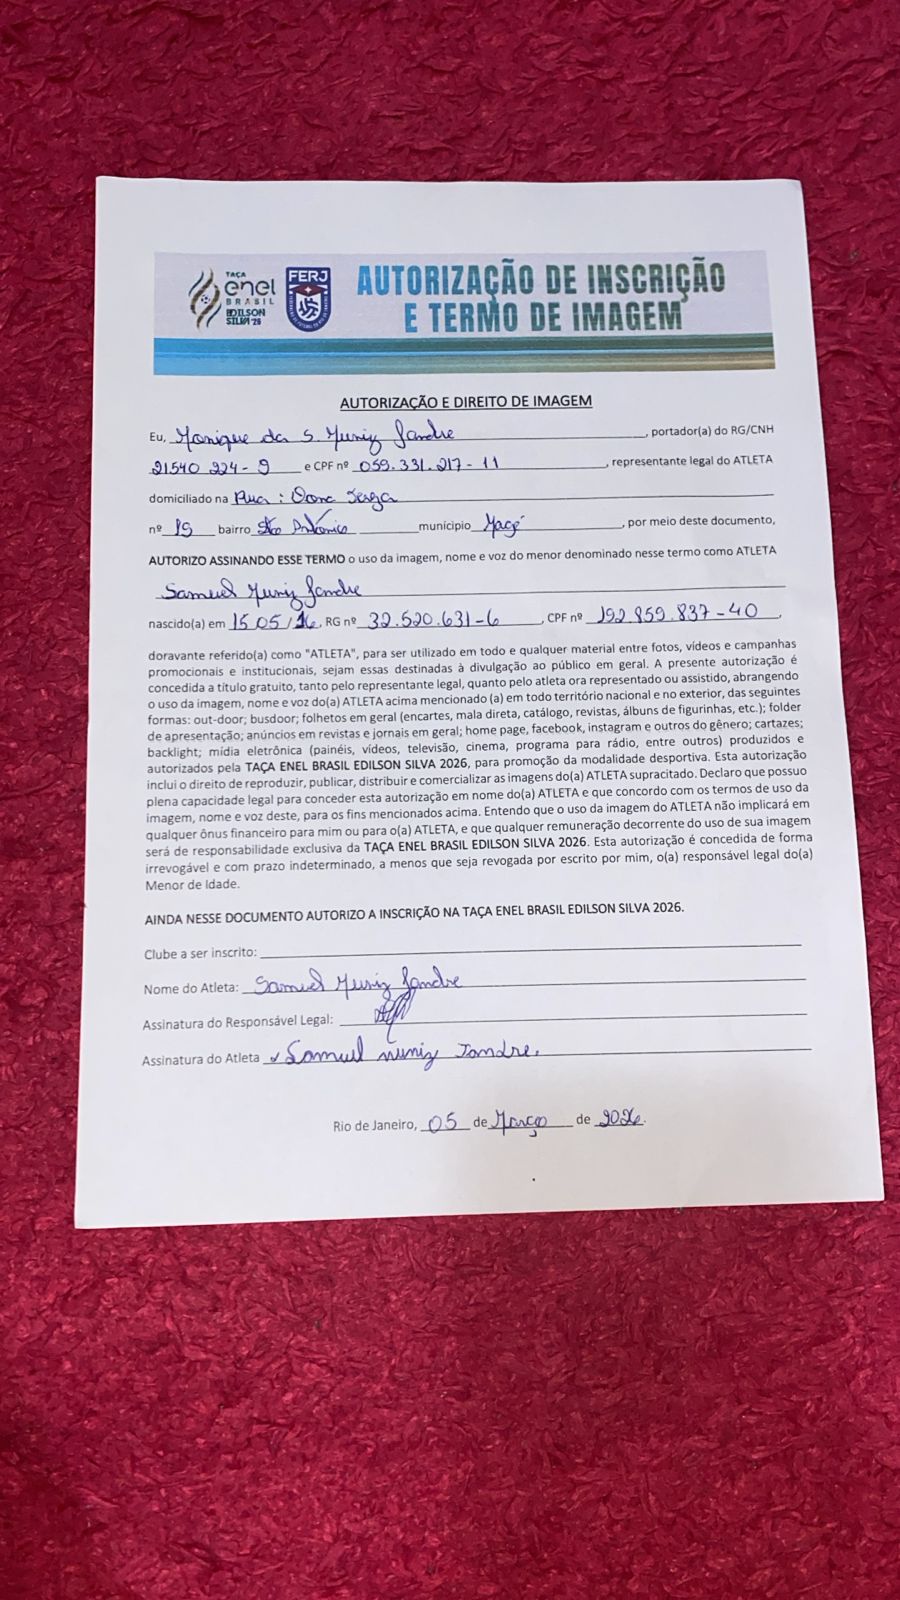 TAÇA
enel
BRASIL
EDILSON
SILVA '26
FERJ
AUTORIZAÇÃO DE INSCRIÇÃO
E TERMO DE IMAGEM
AUTORIZAÇÃO E DIREITO DE IMAGEM
Eu, Monique da S. Muniz Jandre, portador(a) do RG/CNH
21540 224-9 e CPF nº 059.331.217-11, representante legal do ATLETA
domiciliado na Rua: Dona Tereza
nº 15 bairro Sto Antônico município Magé, por meio deste documento,
AUTORIZO ASSINANDO ESSE TERMO o uso da imagem, nome e voz do menor denominado nesse termo como ATLETA
Samuel Muniz Jandre
nascido(a) em 15 05/16, RG nº 32.520.631-6, CPF nº 192.859.837-40,
doravante referido(a) como "ATLETA", para ser utilizado em todo e qualquer material entre fotos, vídeos e campanhas
promocionais e institucionais, sejam essas destinadas à divulgação ao público em geral. A presente autorização é
concedida a título gratuito, tanto pelo representante legal, quanto pelo atleta ora representado ou assistido, abrangendo
o uso da imagem, nome e voz do(a) ATLETA acima mencionado (a) em todo território nacional e no exterior, das seguintes
formas: out-door; busdoor; folhetos em geral (encartes, mala direta, catálogo, revistas, álbuns de figurinhas, etc.); folder
de apresentação; anúncios em revistas e jornais em geral; home page, facebook, instagram e outros do gênero; cartazes;
backlight; mídia eletrônica (painéis, vídeos, televisão, cinema, programa para rádio, entre outros) produzidos e
autorizados pela TAÇA ENEL BRASIL EDILSON SILVA 2026, para promoção da modalidade desportiva. Esta autorização
inclui o direito de reproduzir, publicar, distribuir e comercializar as imagens do(a) ATLETA supracitado. Declaro que possuo
plena capacidade legal para conceder esta autorização em nome do(a) ATLETA e que concordo com os termos de uso da
imagem, nome e voz deste, para os fins mencionados acima. Entendo que o uso da imagem do ATLETA não implicará em
qualquer ônus financeiro para mim ou para o(a) ATLETA, e que qualquer remuneração decorrente do uso de sua imagem
será de responsabilidade exclusiva da TAÇA ENEL BRASIL EDILSON SILVA 2026. Esta autorização é concedida de forma
irrevogável e com prazo indeterminado, a menos que seja revogada por escrito por mim, o(a) responsável legal do(a)
Menor de Idade.
AINDA NESSE DOCUMENTO AUTORIZO A INSCRIÇÃO NA TAÇA ENEL BRASIL EDILSON SILVA 2026.
Clube a ser inscrito:
Nome do Atleta: Samuel Muniz Jandre
Assinatura do Responsável Legal:
Assinatura do Atleta Samuel muniz Jandre.
Rio de Janeiro, 05 de Março de 2026.